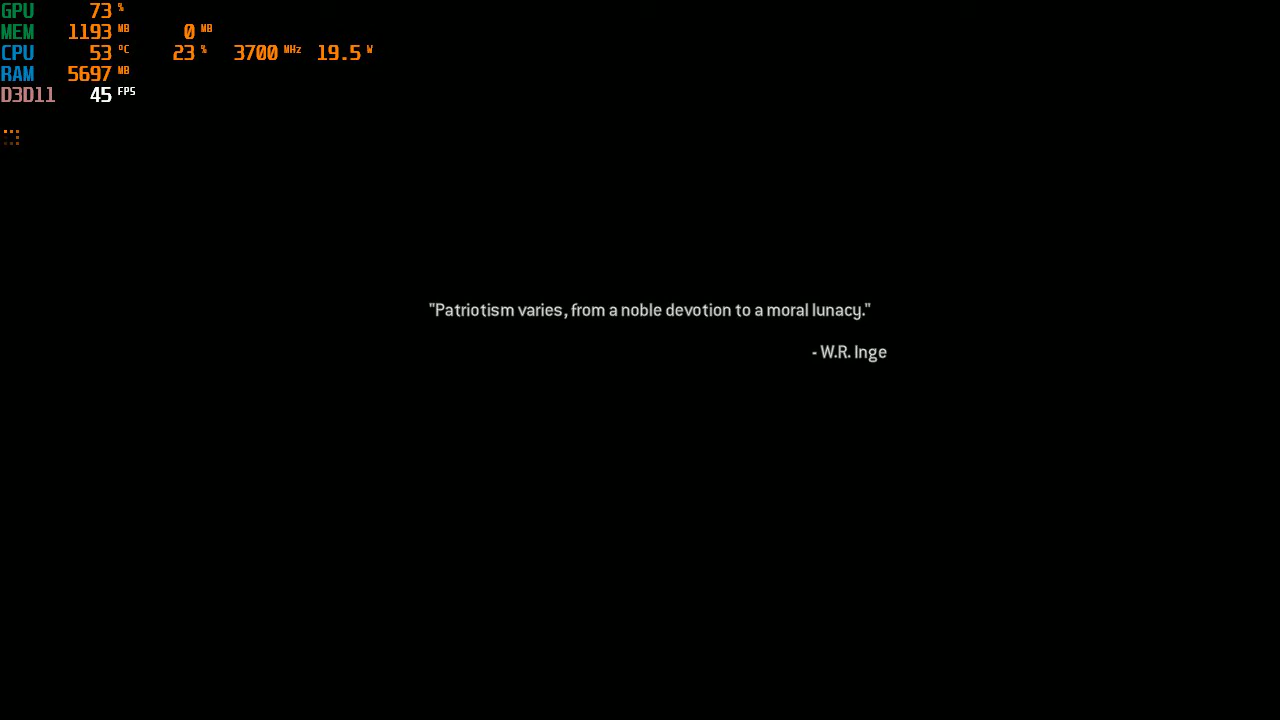 GPU 73 %
MEM 1193 MB 0 MB
CPU 53 °C 23 % 3700 MHz 19.5 W
RAM 5697 MB
D3D11 45 FPS
"Patriotism varies, from a noble devotion to a moral lunacy."
- W.R. Inge